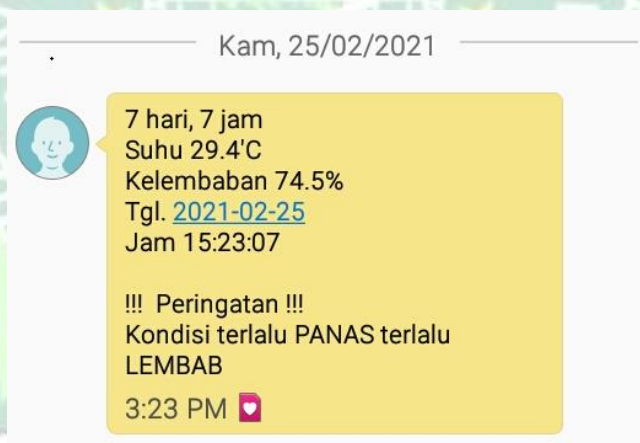 Kam, 25/02/2021
7 hari, 7 jam
Suhu 29.4'C
Kelembaban 74.5%
Tgl. 2021-02-25
Jam 15:23:07
!!! Peringatan !!!
Kondisi terlalu PANAS terlalu
LEMBAB
3:23 PM